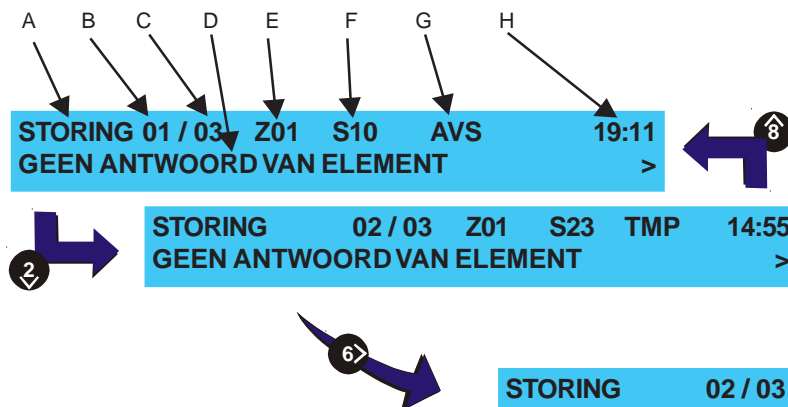 A B C D E F G H
STORING 01 / 03 Z01 S10 AVS 19:11
GEEN ANTWOORD VAN ELEMENT >
8
STORING 02 / 03 Z01 S23 TMP 14:55
GEEN ANTWOORD VAN ELEMENT >
2
6>
STORING 02 / 03